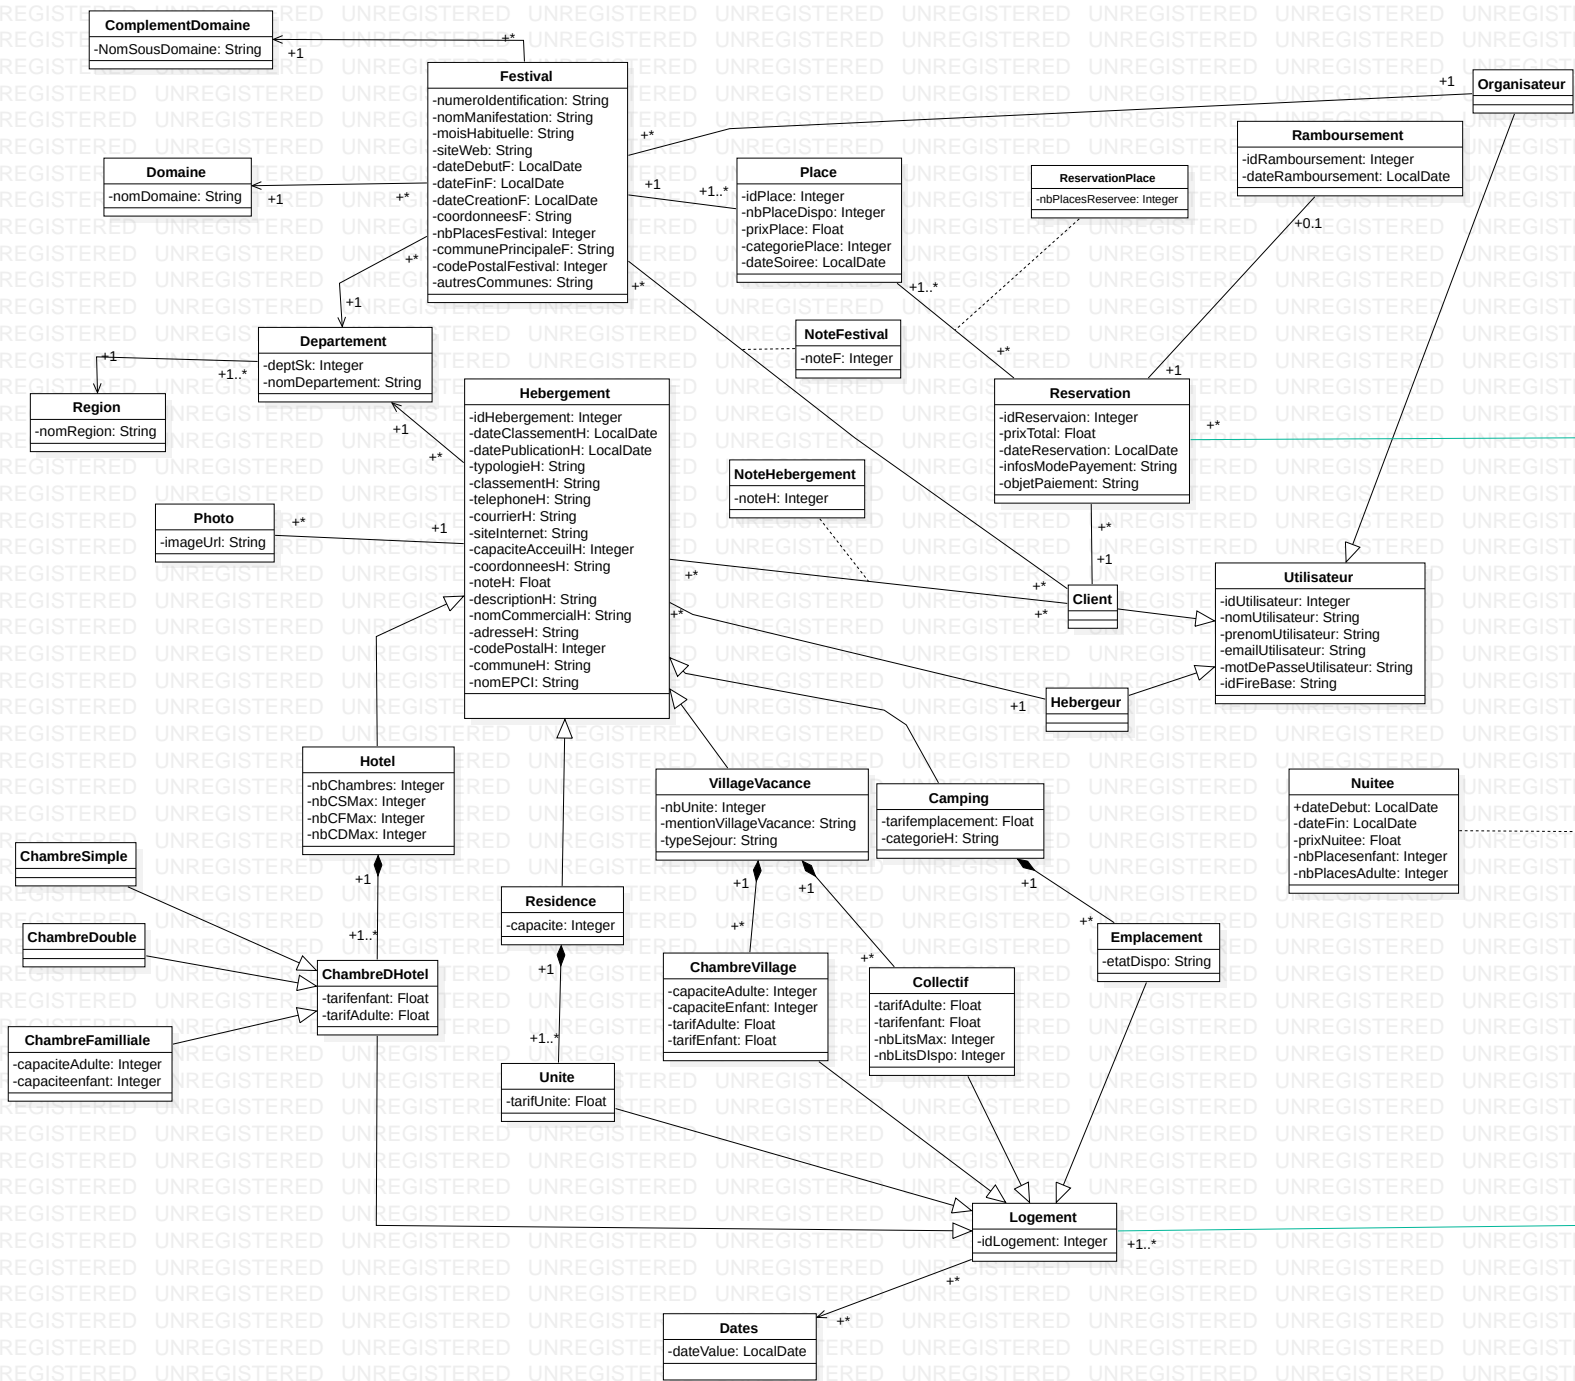 ComplementDomaine
-NomSousDomaine: String
+1
+*
Festival
-numeroIdentification: String
-nomManifestation: String
-moisHabituelle: String
-siteWeb: String
-dateDebutF: LocalDate
-dateFinF: LocalDate
-dateCreationF: LocalDate
-coordonneesF: String
-nbPlacesFestival: Integer
-communePrincipaleF: String
-codePostalFestival: Integer
-autresCommunes: String
+*
+1
Organisateur
Domaine
-nomDomaine: String
+1
+*
+1
+1..*
Place
-idPlace: Integer
-nbPlaceDispo: Integer
-prixPlace: Float
-categoriePlace: Integer
-dateSoiree: LocalDate
ReservationPlace
-nbPlacesReservee: Integer
Ramboursement
-idRamboursement: Integer
-dateRamboursement: LocalDate
+0.1
+1
+*
+1
+*
+1..*
+*
Departement
-deptSk: Integer
-nomDepartement: String
+1
+1..*
Region
-nomRegion: String
NoteFestival
-noteF: Integer
Reservation
-idReservaion: Integer
-prixTotal: Float
-dateReservation: LocalDate
-infosModePayement: String
-objetPaiement: String
+*
+*
+1
Hebergement
-idHebergement: Integer
-dateClassementH: LocalDate
-datePublicationH: LocalDate
-typologieH: String
-classementH: String
-telephoneH: String
-courrierH: String
-siteInternet: String
-capaciteAcceuilH: Integer
-coordonneesH: String
-noteH: Float
-descriptionH: String
-nomCommercialH: String
-adresseH: String
-codePostalH: Integer
-communeH: String
-nomEPCI: String
+1
+*
Photo
-imageUrl: String
+*
+1
NoteHebergement
-noteH: Integer
+*
+*
+*
Client
Utilisateur
-idUtilisateur: Integer
-nomUtilisateur: String
-prenomUtilisateur: String
-emailUtilisateur: String
-motDePasseUtilisateur: String
-idFireBase: String
+*
+1
Hebergeur
Hotel
-nbChambres: Integer
-nbCSMax: Integer
-nbCFMax: Integer
-nbCDMax: Integer
+1
+1..*
VillageVacance
-nbUnite: Integer
-mentionVillageVacance: String
-typeSejour: String
+1
+1
+*
+*
Camping
-tarifemplacement: Float
-categorieH: String
+1
+*
Nuitee
+dateDebut: LocalDate
-dateFin: LocalDate
-prixNuitee: Float
-nbPlacesenfant: Integer
-nbPlacesAdulte: Integer
ChambreSimple
ChambreDouble
ChambreFamilliale
-capaciteAdulte: Integer
-capaciteenfant: Integer
ChambreDHotel
-tarifenfant: Float
-tarifAdulte: Float
Residence
-capacite: Integer
+1
+1..*
Unite
-tarifUnite: Float
ChambreVillage
-capaciteAdulte: Integer
-capaciteEnfant: Integer
-tarifAdulte: Float
-tarifEnfant: Float
Collectif
-tarifAdulte: Float
-tarifenfant: Float
-nbLitsMax: Integer
-nbLitsDIspo: Integer
Emplacement
-etatDispo: String
Logement
-idLogement: Integer
+1..*
+*
+*
Dates
-dateValue: LocalDate
UNREGISTERED